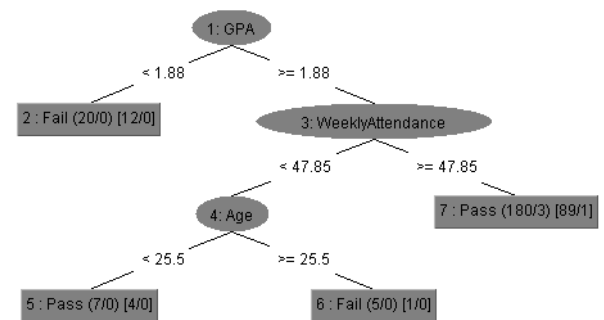 1: GPA
< 1.88
>= 1.88
2 : Fail (20/0) [12/0]
3: WeeklyAttendance
< 47.85
>= 47.85
4: Age
7 : Pass (180/3) [89/1]
< 25.5
>= 25.5
5 : Pass (7/0) [4/0]
6 : Fail (5/0) [1/0]